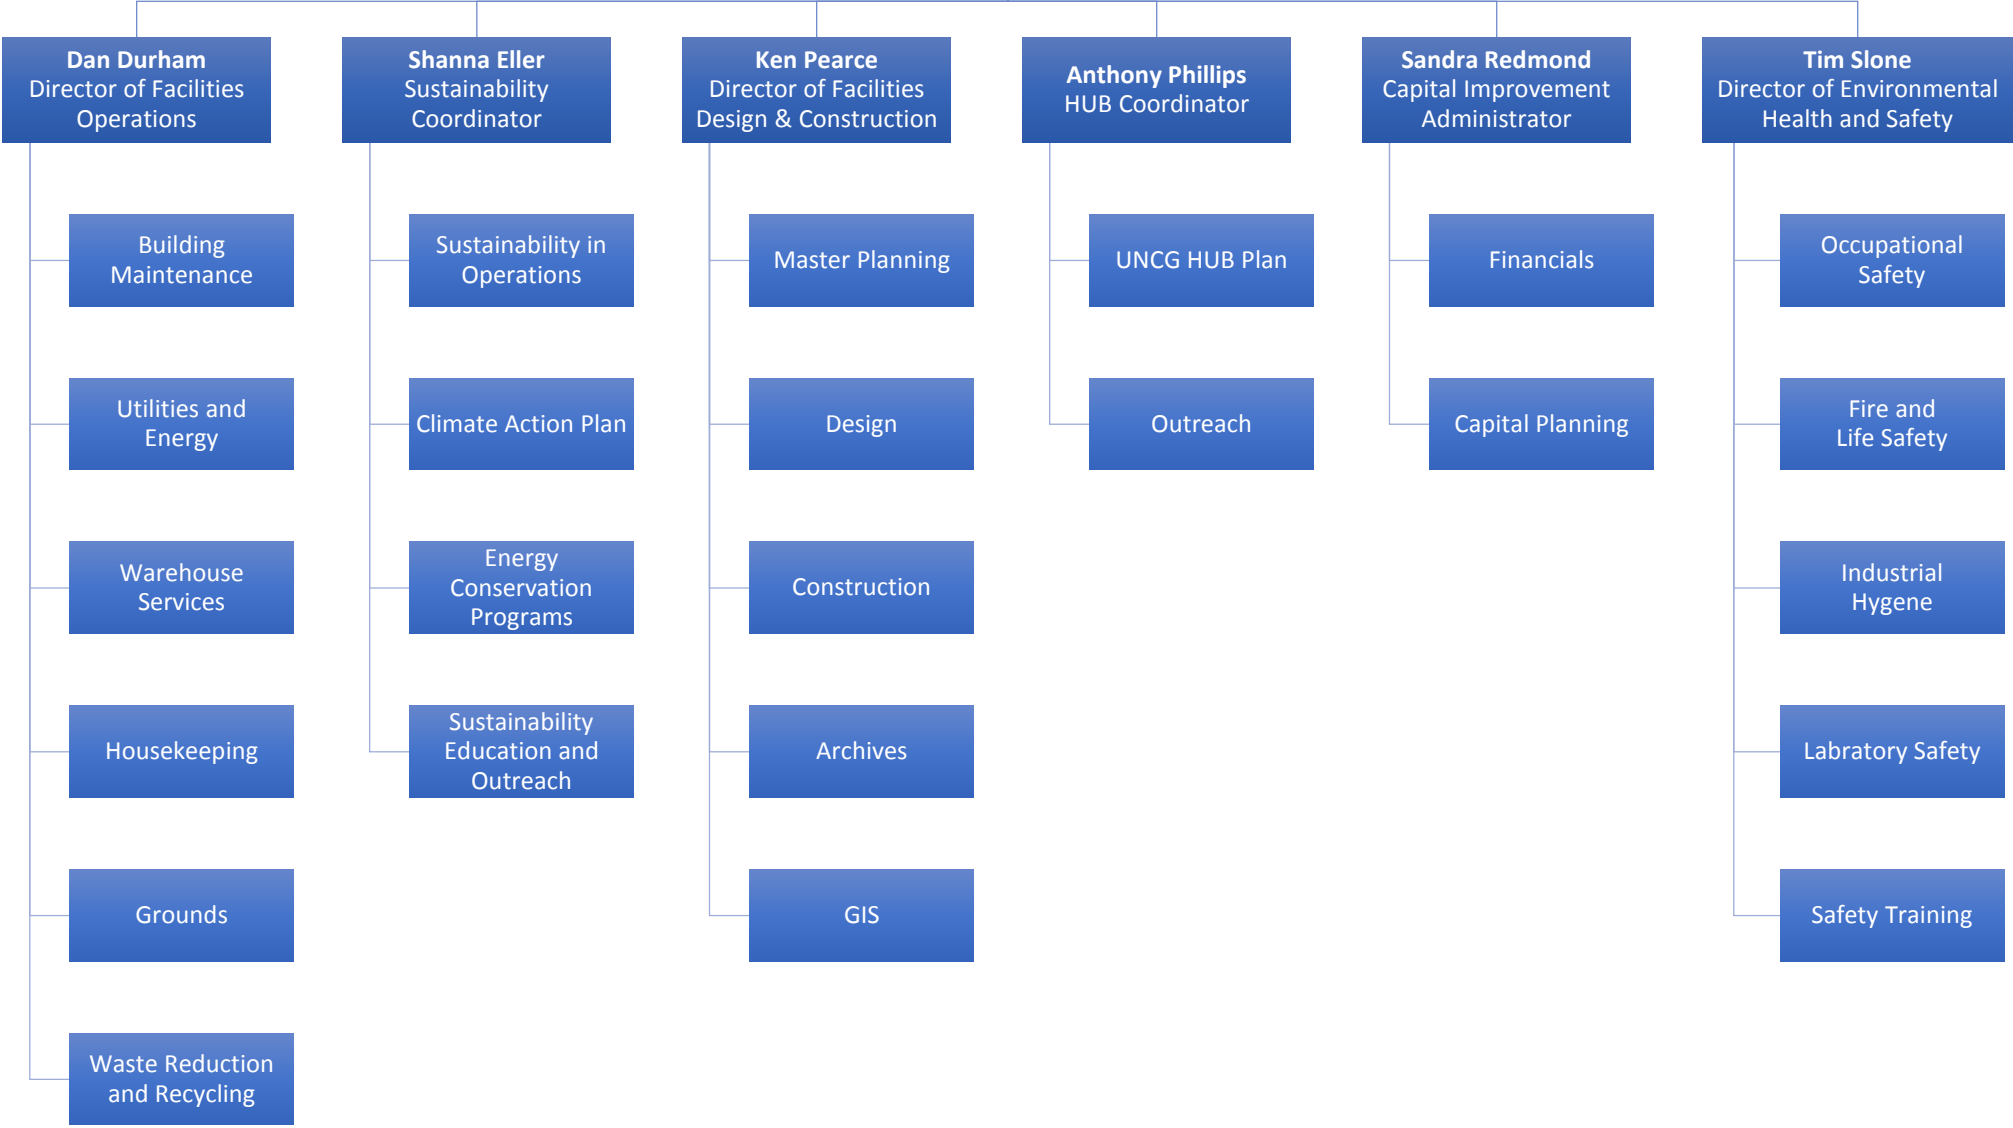 Dan Durham
Director of Facilities
Operations
Shanna Eller
Sustainability
Coordinator
Ken Pearce
Director of Facilities
Design & Construction
Anthony Phillips
HUB Coordinator
Sandra Redmond
Capital Improvement
Administrator
Tim Slone
Director of Environmental
Health and Safety
Building
Maintenance
Utilities and
Energy
Warehouse
Services
Housekeeping
Grounds
Waste Reduction
and Recycling
Sustainability in
Operations
Climate Action Plan
Energy
Conservation
Programs
Sustainability
Education and
Outreach
Master Planning
Design
Construction
Archives
GIS
UNCG HUB Plan
Outreach
Financials
Capital Planning
Occupational
Safety
Fire and
Life Safety
Industrial
Hygene
Labratory Safety
Safety Training